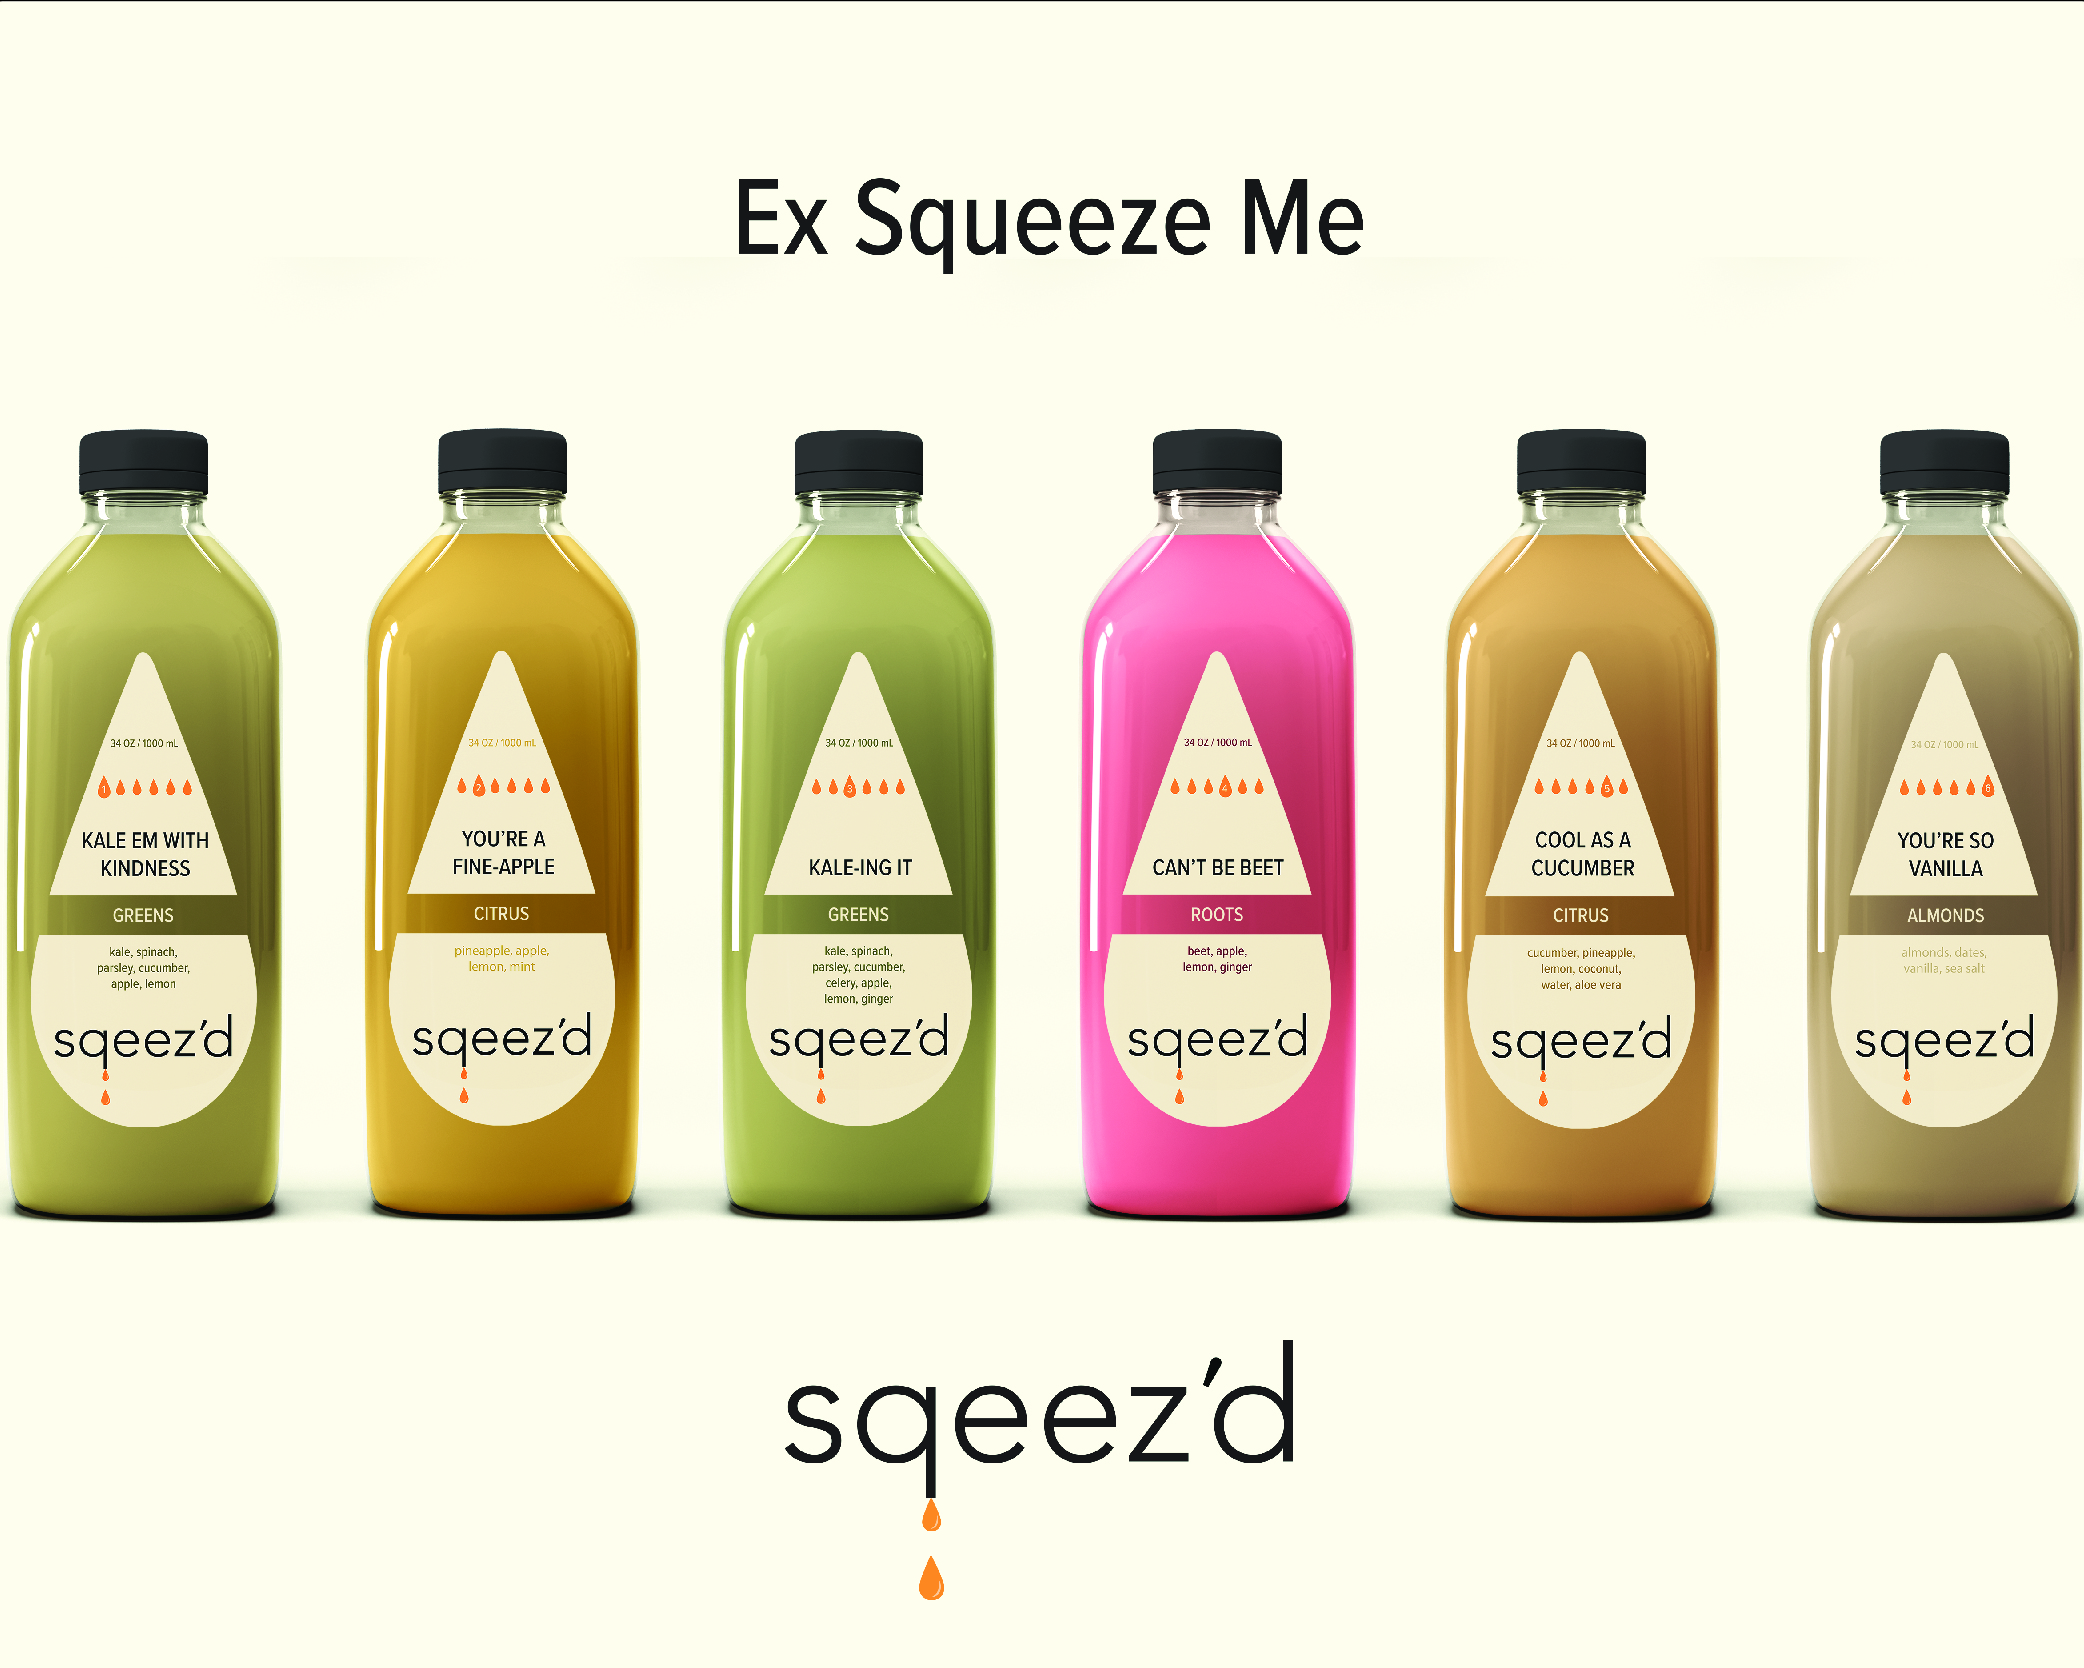 Ex Squeeze Me
34 OZ / 1000 mL
1
KALE EM WITH
KINDNESS
GREENS
kale, spinach,
parsley, cucumber,
apple, lemon
sqeez'd
34 OZ / 1000 mL
2
YOU'RE A
FINE-APPLE
CITRUS
pineapple, apple,
lemon, mint
sqeez'd
34 OZ / 1000 mL
3
KALE-ING IT
GREENS
kale, spinach,
parsley, cucumber,
celery, apple,
lemon, ginger
sqeez'd
34 OZ / 1000 mL
4
CAN'T BE BEET
ROOTS
beet, apple,
lemon, ginger
sqeez'd
34 OZ / 1000 mL
5
COOL AS A
CUCUMBER
CITRUS
cucumber, pineapple,
lemon, coconut,
water, aloe vera
sqeez'd
34 OZ / 1000 mL
6
YOU'RE SO
VANILLA
ALMONDS
almonds, dates,
vanilla, sea salt
sqeez'd
sqeez'd